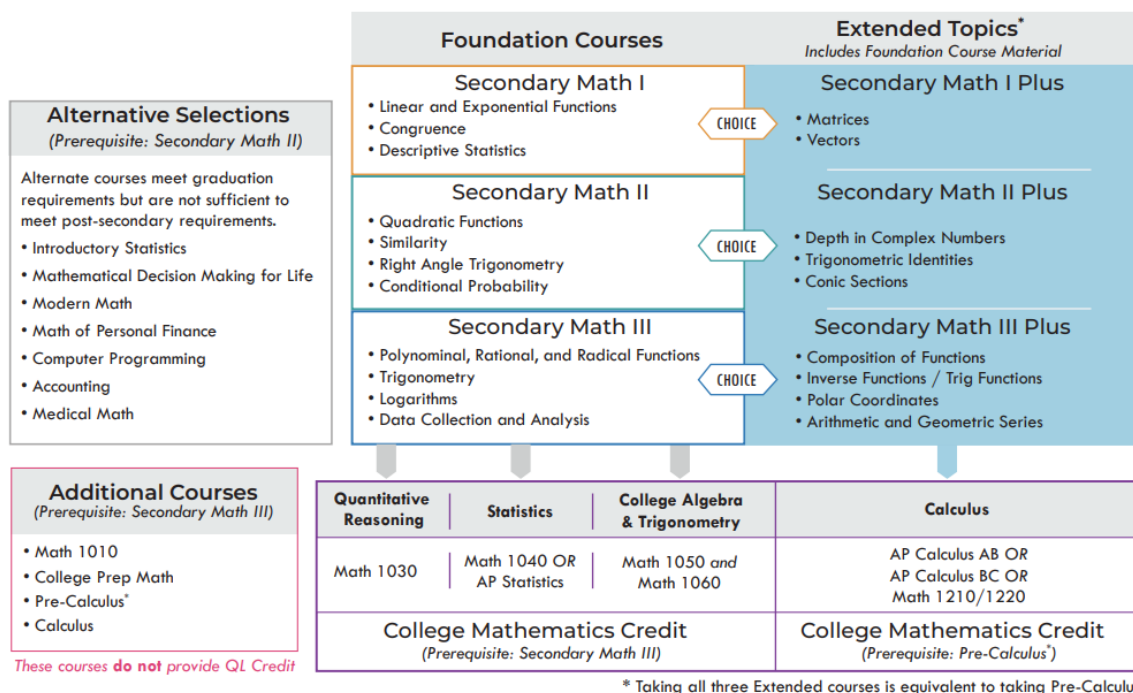 Foundation Courses
Extended Topics*
Includes Foundation Course Material
Alternative Selections
(Prerequisite: Secondary Math II)
Alternate courses meet graduation
requirements but are not sufficient to
meet post-secondary requirements.
• Introductory Statistics
• Mathematical Decision Making for Life
• Modern Math
• Math of Personal Finance
• Computer Programming
• Accounting
• Medical Math
Secondary Math I
• Linear and Exponential Functions
• Congruence
• Descriptive Statistics
CHOICE
Secondary Math I Plus
• Matrices
• Vectors
Secondary Math II
• Quadratic Functions
• Similarity
• Right Angle Trigonometry
• Conditional Probability
CHOICE
Secondary Math II Plus
• Depth in Complex Numbers
• Trigonometric Identities
• Conic Sections
Secondary Math III
• Polynominal, Rational, and Radical Functions
• Trigonometry
• Logarithms
• Data Collection and Analysis
CHOICE
Secondary Math III Plus
• Composition of Functions
• Inverse Functions / Trig Functions
• Polar Coordinates
• Arithmetic and Geometric Series
Additional Courses
(Prerequisite: Secondary Math III)
• Math 1010
• College Prep Math
• Pre-Calculus*
• Calculus
These courses do not provide QL Credit
Quantitative
Reasoning
Statistics
College Algebra
& Trigonometry
Calculus
Math 1030
Math 1040 OR
AP Statistics
Math 1050 and
Math 1060
AP Calculus AB OR
AP Calculus BC OR
Math 1210/1220
College Mathematics Credit
(Prerequisite: Secondary Math III)
College Mathematics Credit
(Prerequisite: Pre-Calculus*)
* Taking all three Extended courses is equivalent to taking Pre-Calculu